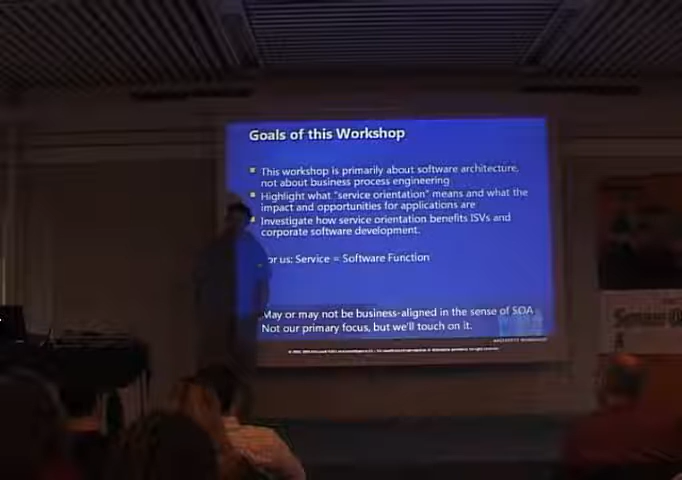 Goals of this Workshop
This workshop is primarily about software architecture,
not about business process engineering
Highlight what "service orientation" means and what the
impact and opportunities for applications are
Investigate how service orientation benefits ISVs and
corporate software development.
or us: Service = Software Function
May or may not be business-aligned in the sense of SOA
Not our primary focus, but we'll touch on it.